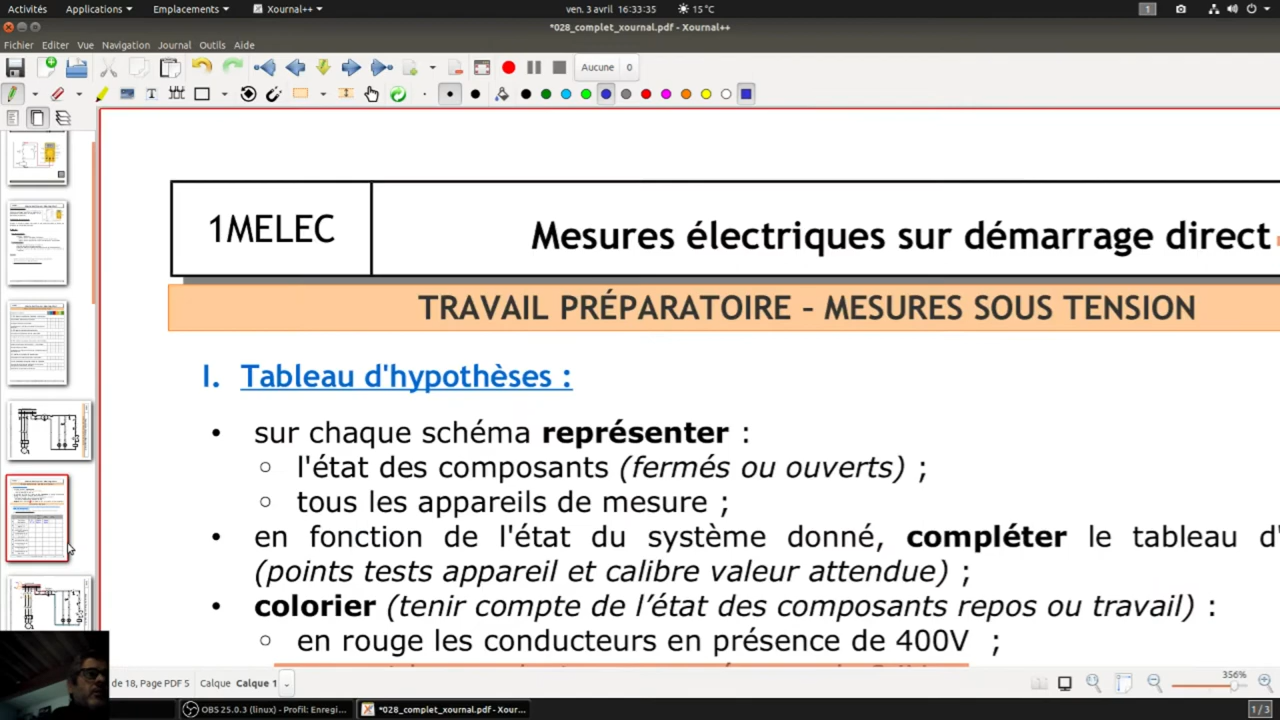 Activités Applications Emplacements Xournal++ ven. 3 avril 16:33:35 15 °C 1
*028_complet_xournal.pdf - Xournal++
Fichier Editer Vue Navigation Journal Outils Aide
Aucune 0
1MELEC
Mesures électriques sur démarrage direct
TRAVAIL PRÉPARATOIRE – MESURES SOUS TENSION
I. Tableau d'hypothèses :
• sur chaque schéma représenter :
○ l'état des composants (fermés ou ouverts) ;
○ tous les appareils de mesure ;
• en fonction de l'état du système donné, compléter le tableau d'
(points tests appareil et calibre valeur attendue) ;
• colorier (tenir compte de l’état des composants repos ou travail) :
○ en rouge les conducteurs en présence de 400V ;
de 18, Page PDF 5 Calque Calque 1 356%
OBS 25.0.3 (linux) - Profil: Enregi... *028_complet_xournal.pdf - Xour... 1 / 3